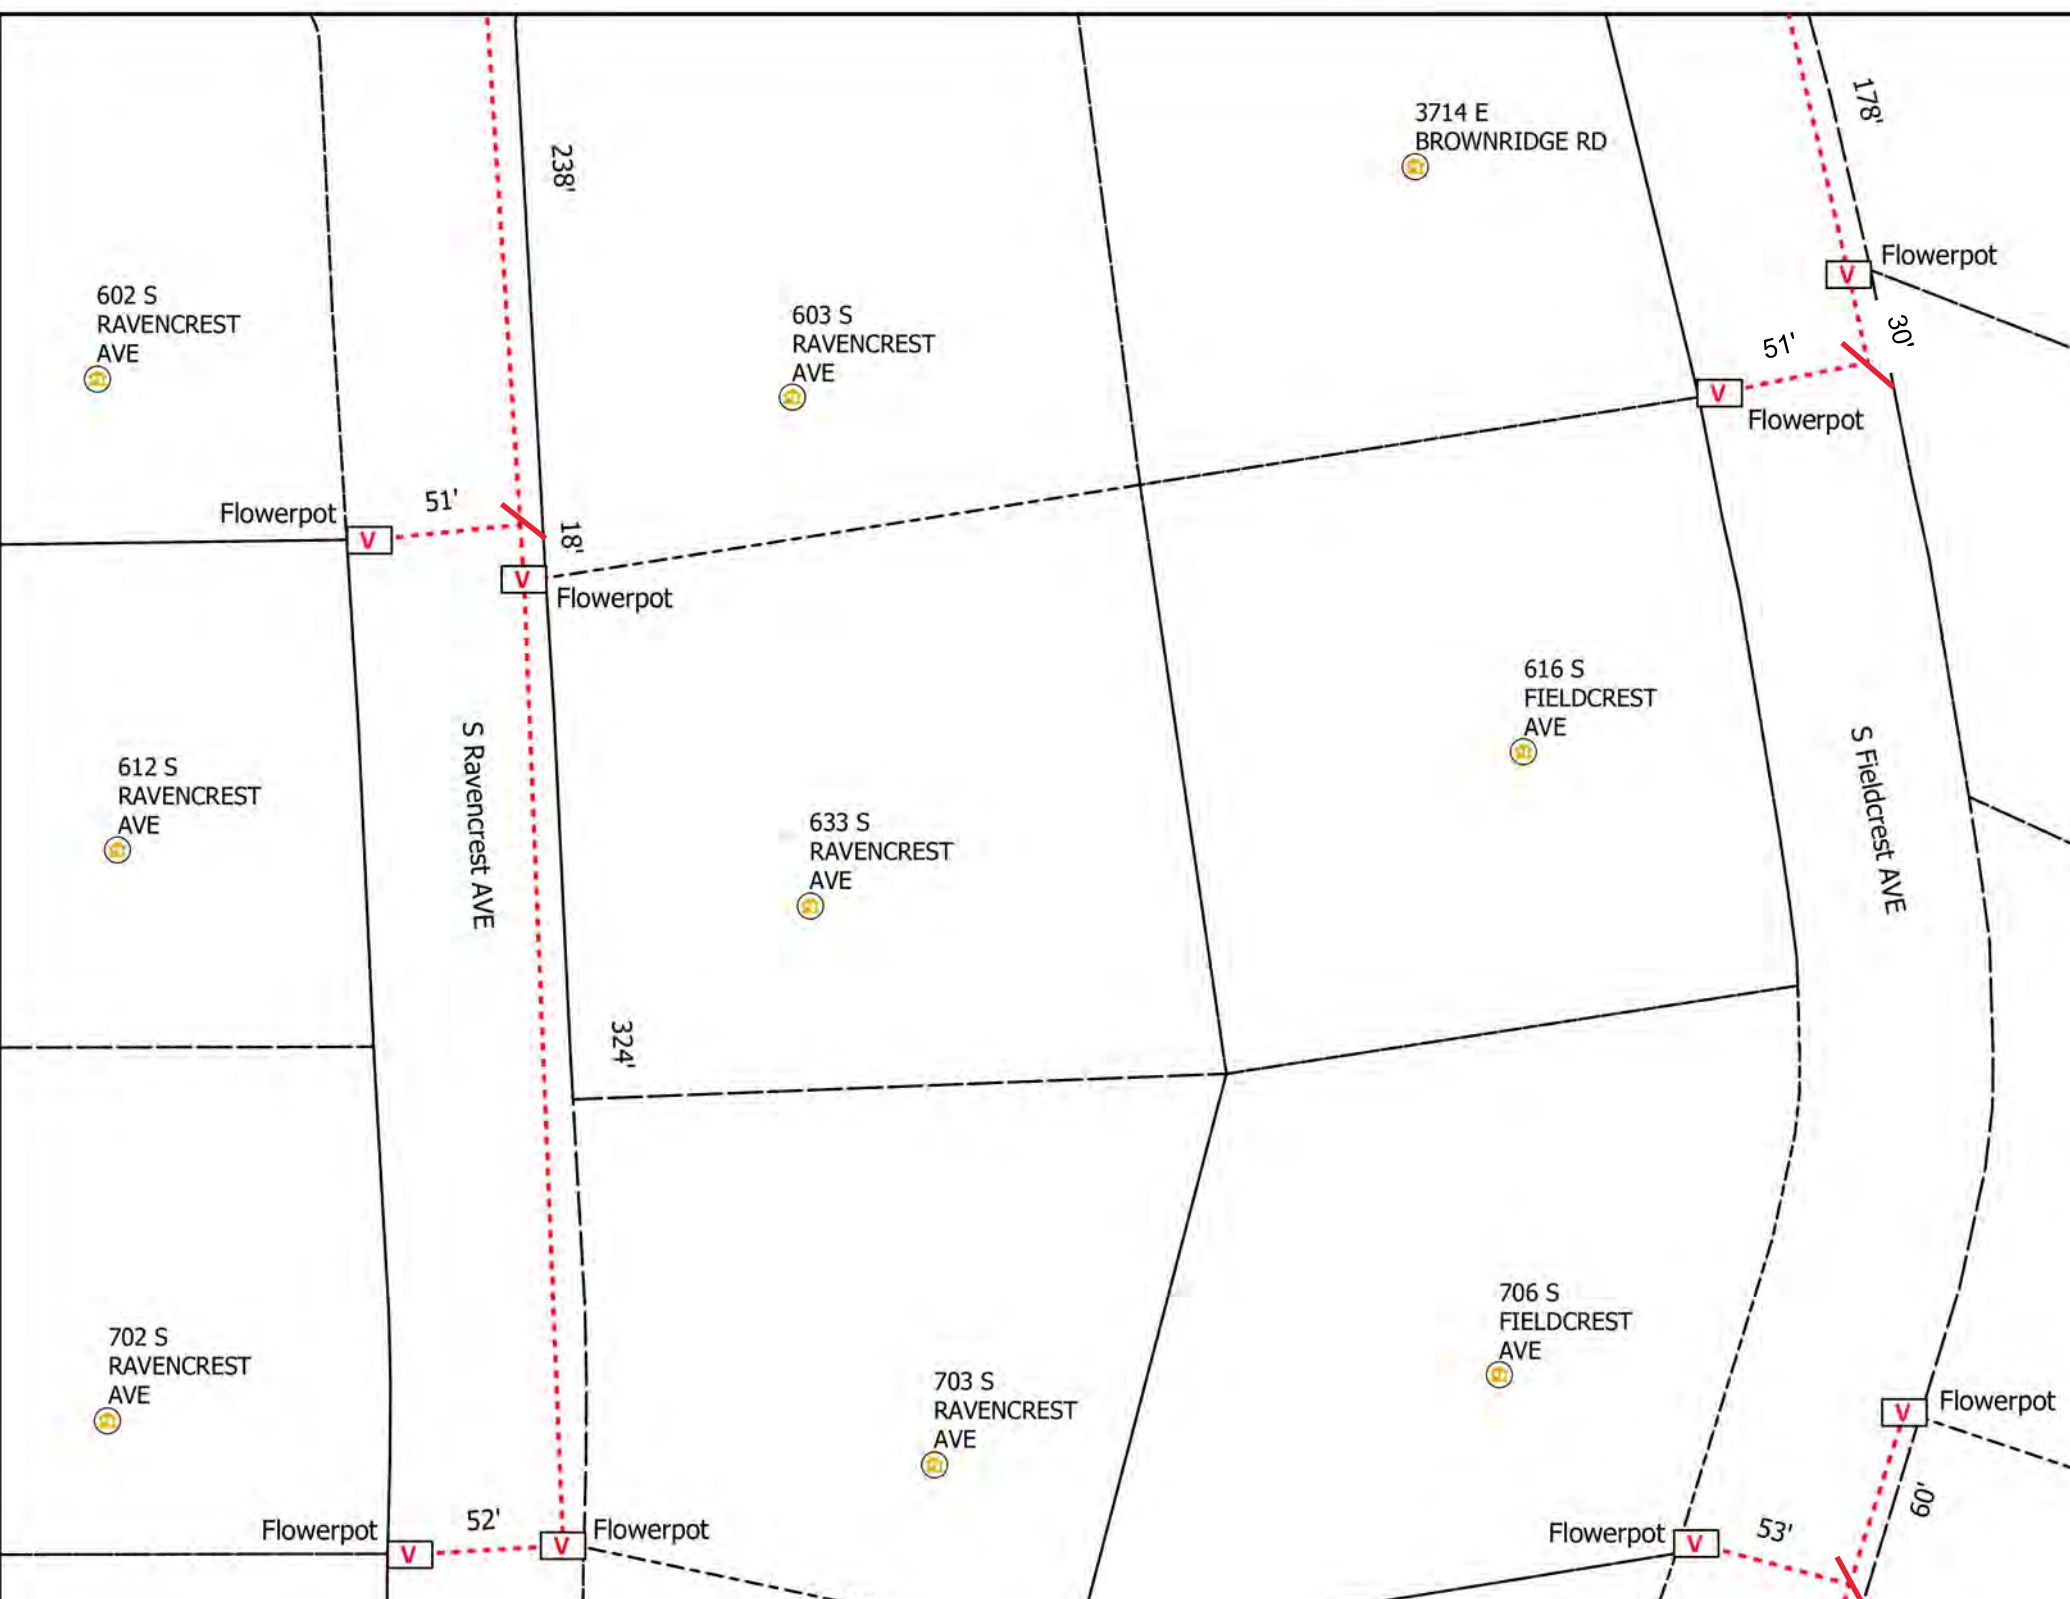 178'
3714 E
BROWNRIDGE RD
238'
Flowerpot
V
602 S
RAVENCREST
AVE
603 S
RAVENCREST
AVE
30'
51'
V
Flowerpot
Flowerpot
V
51'
18'
V
Flowerpot
616 S
FIELDCREST
AVE
S Ravencrest AVE
S Fieldcrest AVE
612 S
RAVENCREST
AVE
633 S
RAVENCREST
AVE
324'
706 S
FIELDCREST
AVE
702 S
RAVENCREST
AVE
703 S
RAVENCREST
AVE
V
Flowerpot
60'
Flowerpot
V
52'
V
Flowerpot
Flowerpot
V
53'